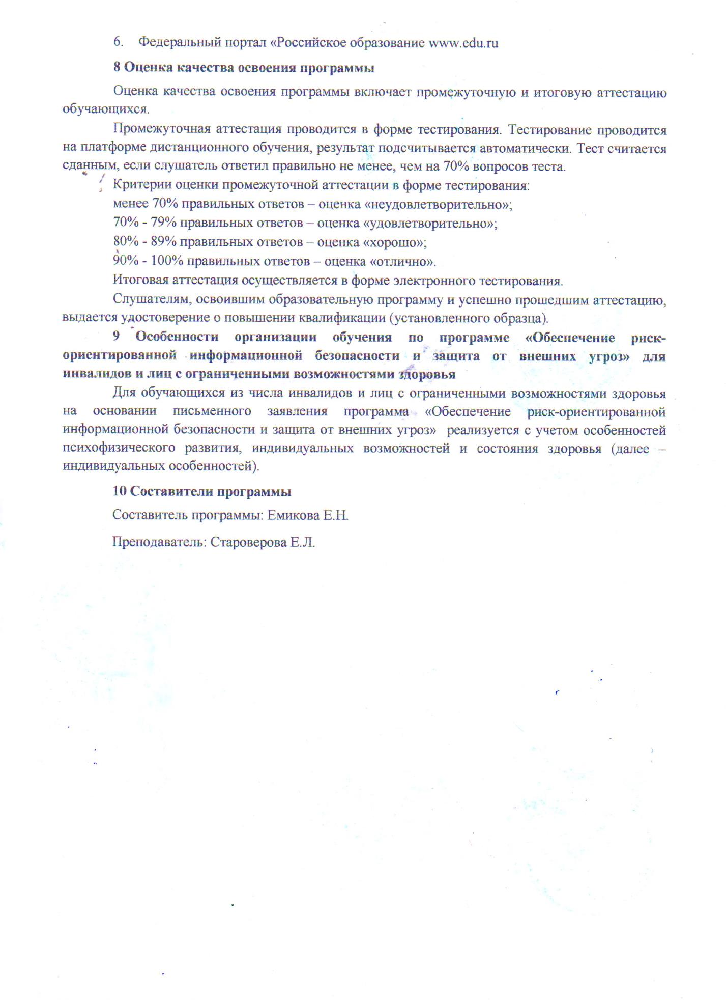 6. Федеральный портал «Российское образование www.edu.ru
8 Оценка качества освоения программы
Оценка качества освоения программы включает промежуточную и итоговую аттестацию
обучающихся.
Промежуточная аттестация проводится в форме тестирования. Тестирование проводится
на платформе дистанционного обучения, результат подсчитывается автоматически. Тест считается
сданным, если слушатель ответил правильно не менее, чем на 70% вопросов теста.
Критерии оценки промежуточной аттестации в форме тестирования:
менее 70% правильных ответов – оценка «неудовлетворительно»;
70% - 79% правильных ответов – оценка «удовлетворительно»;
80% - 89% правильных ответов – оценка «хорошо»;
90% - 100% правильных ответов – оценка «отлично».
Итоговая аттестация осуществляется в форме электронного тестирования.
Слушателям, освоившим образовательную программу и успешно прошедшим аттестацию,
выдается удостоверение о повышении квалификации (установленного образца).
9 Особенности организации обучения по программе «Обеспечение риск-
ориентированной информационной безопасности и защита от внешних угроз» для
инвалидов и лиц с ограниченными возможностями здоровья
Для обучающихся из числа инвалидов и лиц с ограниченными возможностями здоровья
на основании письменного заявления программа «Обеспечение риск-ориентированной
информационной безопасности и защита от внешних угроз» реализуется с учетом особенностей
психофизического развития, индивидуальных возможностей и состояния здоровья (далее –
индивидуальных особенностей).
10 Составители программы
Составитель программы: Емикова Е.Н.
Преподаватель: Староверова Е.Л.